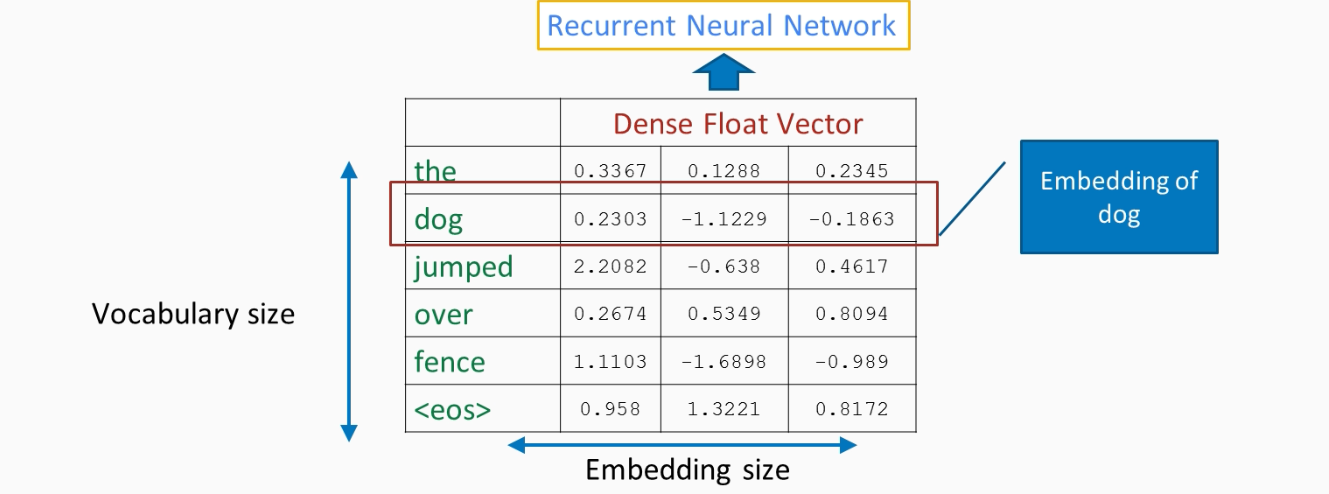 Recurrent Neural Network
Dense Float Vector
the 0.3367 0.1288 0.2345
dog 0.2303 -1.1229 -0.1863
jumped 2.2082 -0.638 0.4617
over 0.2674 0.5349 0.8094
fence 1.1103 -1.6898 -0.989
<eos> 0.958 1.3221 0.8172
Embedding of
dog
Vocabulary size
Embedding size